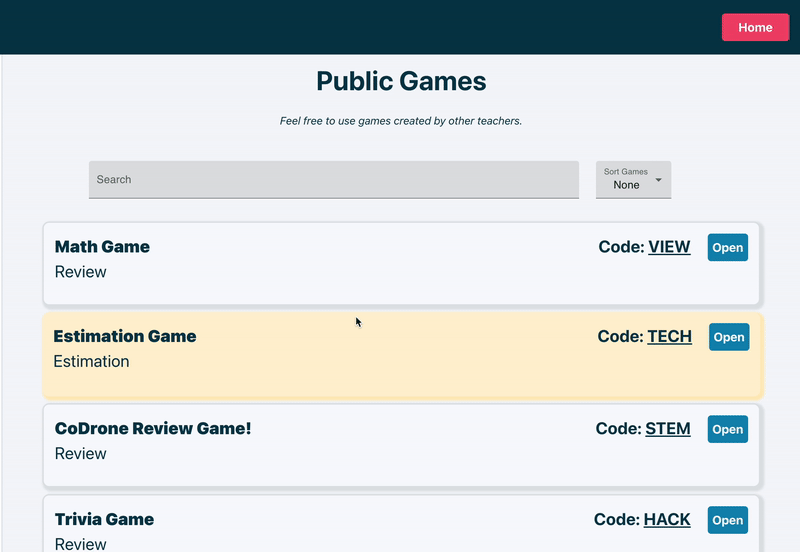 Home
Public Games
Feel free to use games created by other teachers.
Search
Sort Games
None
Math Game
Code: VIEW
Open
Review
Estimation Game
Code: TECH
Open
Estimation
CoDrone Review Game!
Code: STEM
Open
Review
Trivia Game
Code: HACK
Open
Review